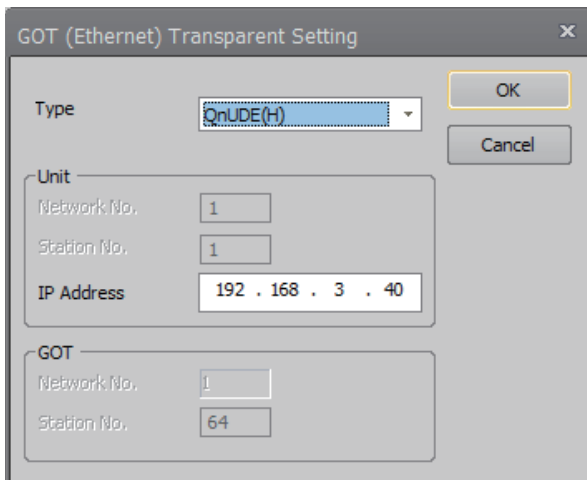 GOT (Ethernet) Transparent Setting
Type
QnUDE(H)
OK
Cancel
Unit
Network No.
1
Station No.
1
IP Address
192 . 168 . 3 . 40
GOT
Network No.
1
Station No.
64